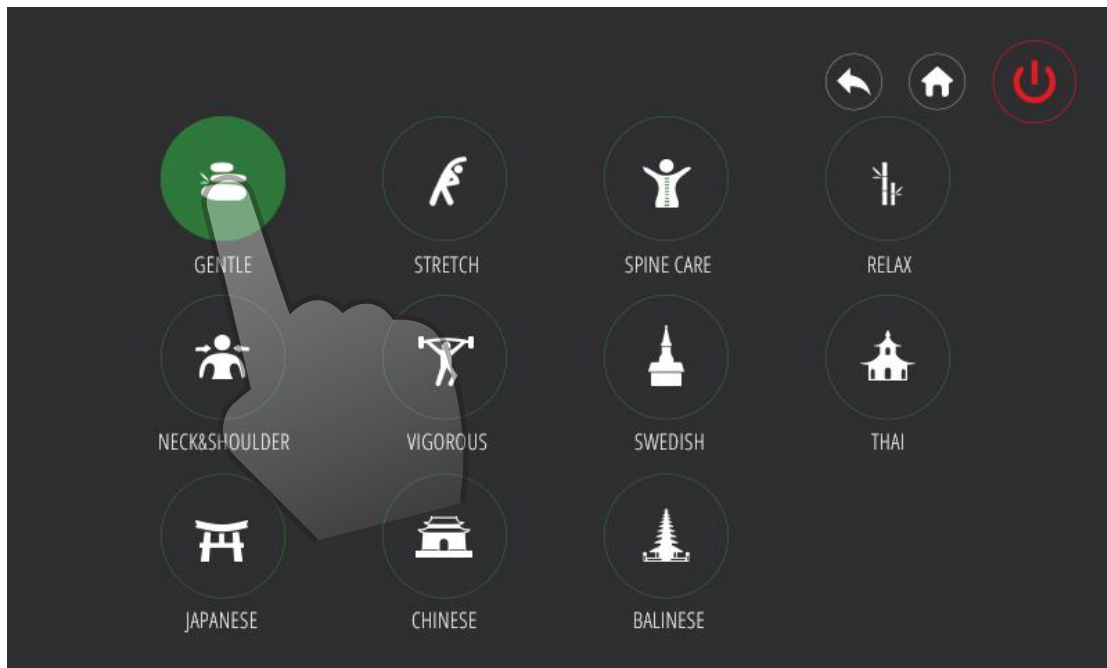 GENTLE STRETCH SPINE CARE RELAX
NECK&SHOULDER VIGOROUS SWEDISH THAI
JAPANESE CHINESE BALINESE